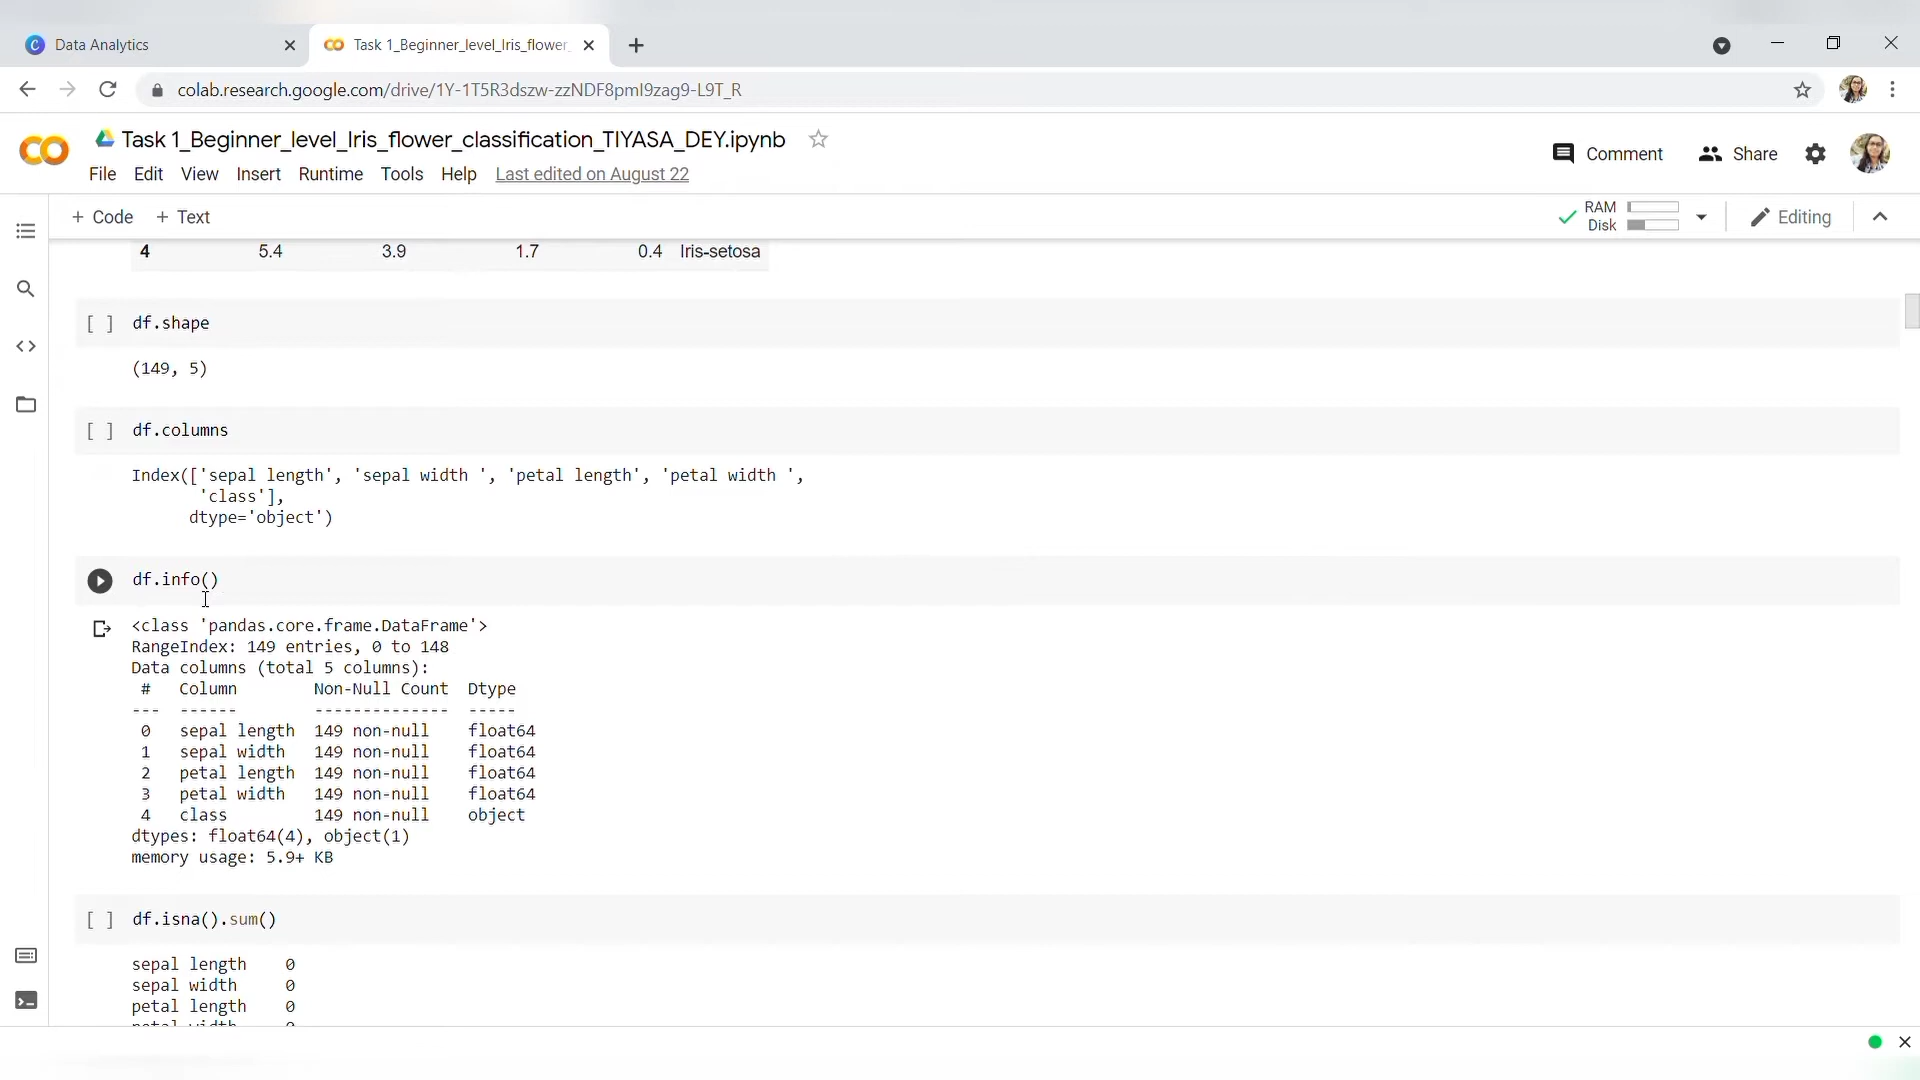 Data Analytics
Task 1_Beginner_level_Iris_flower_
colab.research.google.com/drive/1Y-1T5R3dszw-zzNDF8pmI9zag9-L9T_R
Task 1_Beginner_level_Iris_flower_classification_TIYASA_DEY.ipynb
Comment
Share
File Edit View Insert Runtime Tools Help Last edited on August 22
+ Code + Text
RAM
Disk
Editing
4 5.4 3.9 1.7 0.4 Iris-setosa
[ ] df.shape
(149, 5)
[ ] df.columns
Index(['sepal length', 'sepal width ', 'petal length', 'petal width ',
'class'],
dtype='object')
df.info()
<class 'pandas.core.frame.DataFrame'>
RangeIndex: 149 entries, 0 to 148
Data columns (total 5 columns):
# Column Non-Null Count Dtype
--- ------ -------------- -----
0 sepal length 149 non-null float64
1 sepal width 149 non-null float64
2 petal length 149 non-null float64
3 petal width 149 non-null float64
4 class 149 non-null object
dtypes: float64(4), object(1)
memory usage: 5.9+ KB
[ ] df.isna().sum()
sepal length 0
sepal width 0
petal length 0
petal width 0